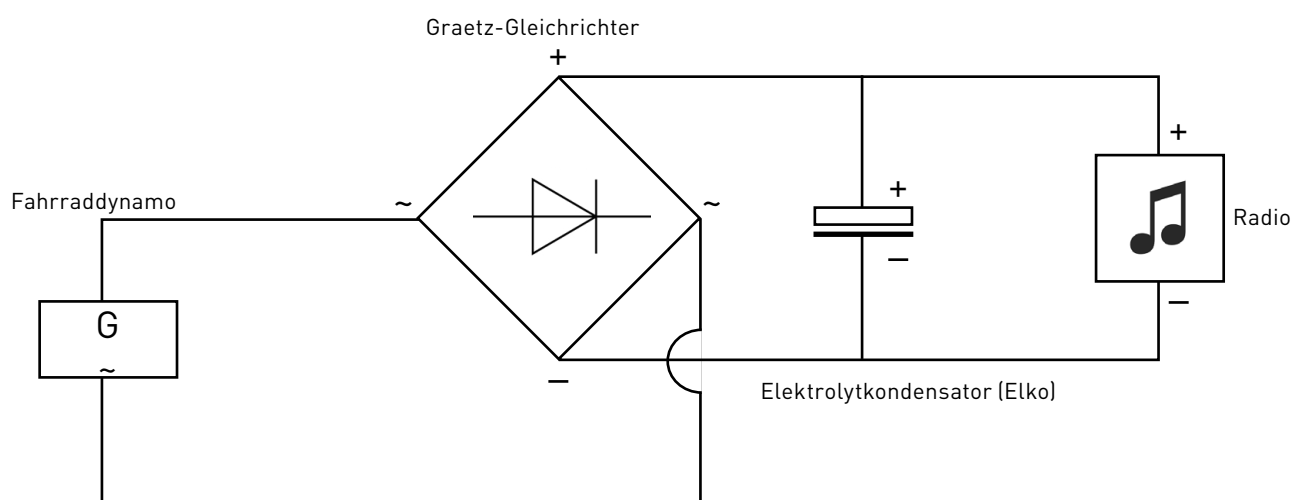 Graetz-Gleichrichter
+
+
Fahrraddynamo
~
~
+
Radio
−
−
G
~
−
Elektrolytkondensator (Elko)